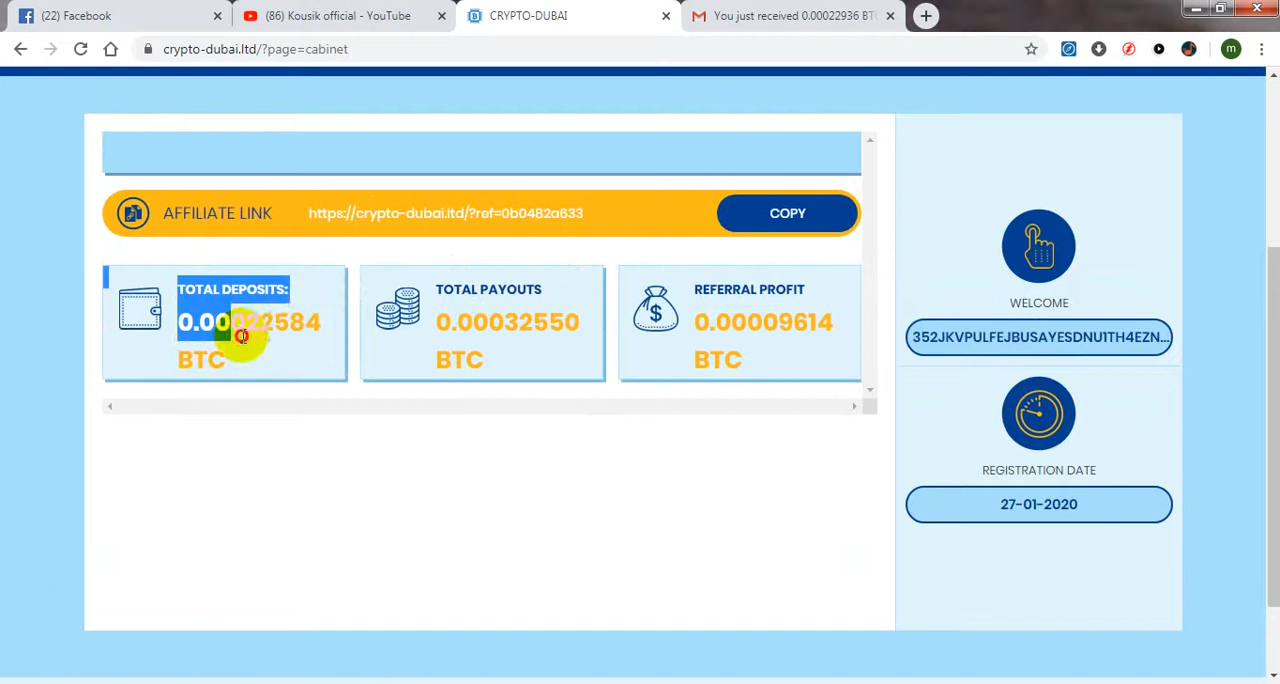 (22) Facebook
(86) Kousik official - YouTube
CRYPTO-DUBAI
You just received 0.00022936 BT
crypto-dubai.ltd/?page=cabinet
m
AFFILIATE LINK
https://crypto-dubai.ltd/?ref=0b0482a633
COPY
TOTAL DEPOSITS:
0.00022584
BTC
TOTAL PAYOUTS
0.00032550
BTC
REFERRAL PROFIT
0.00009614
BTC
WELCOME
352JKVPULFEJBUSAYESDNU1TH4EZN...
REGISTRATION DATE
27-01-2020